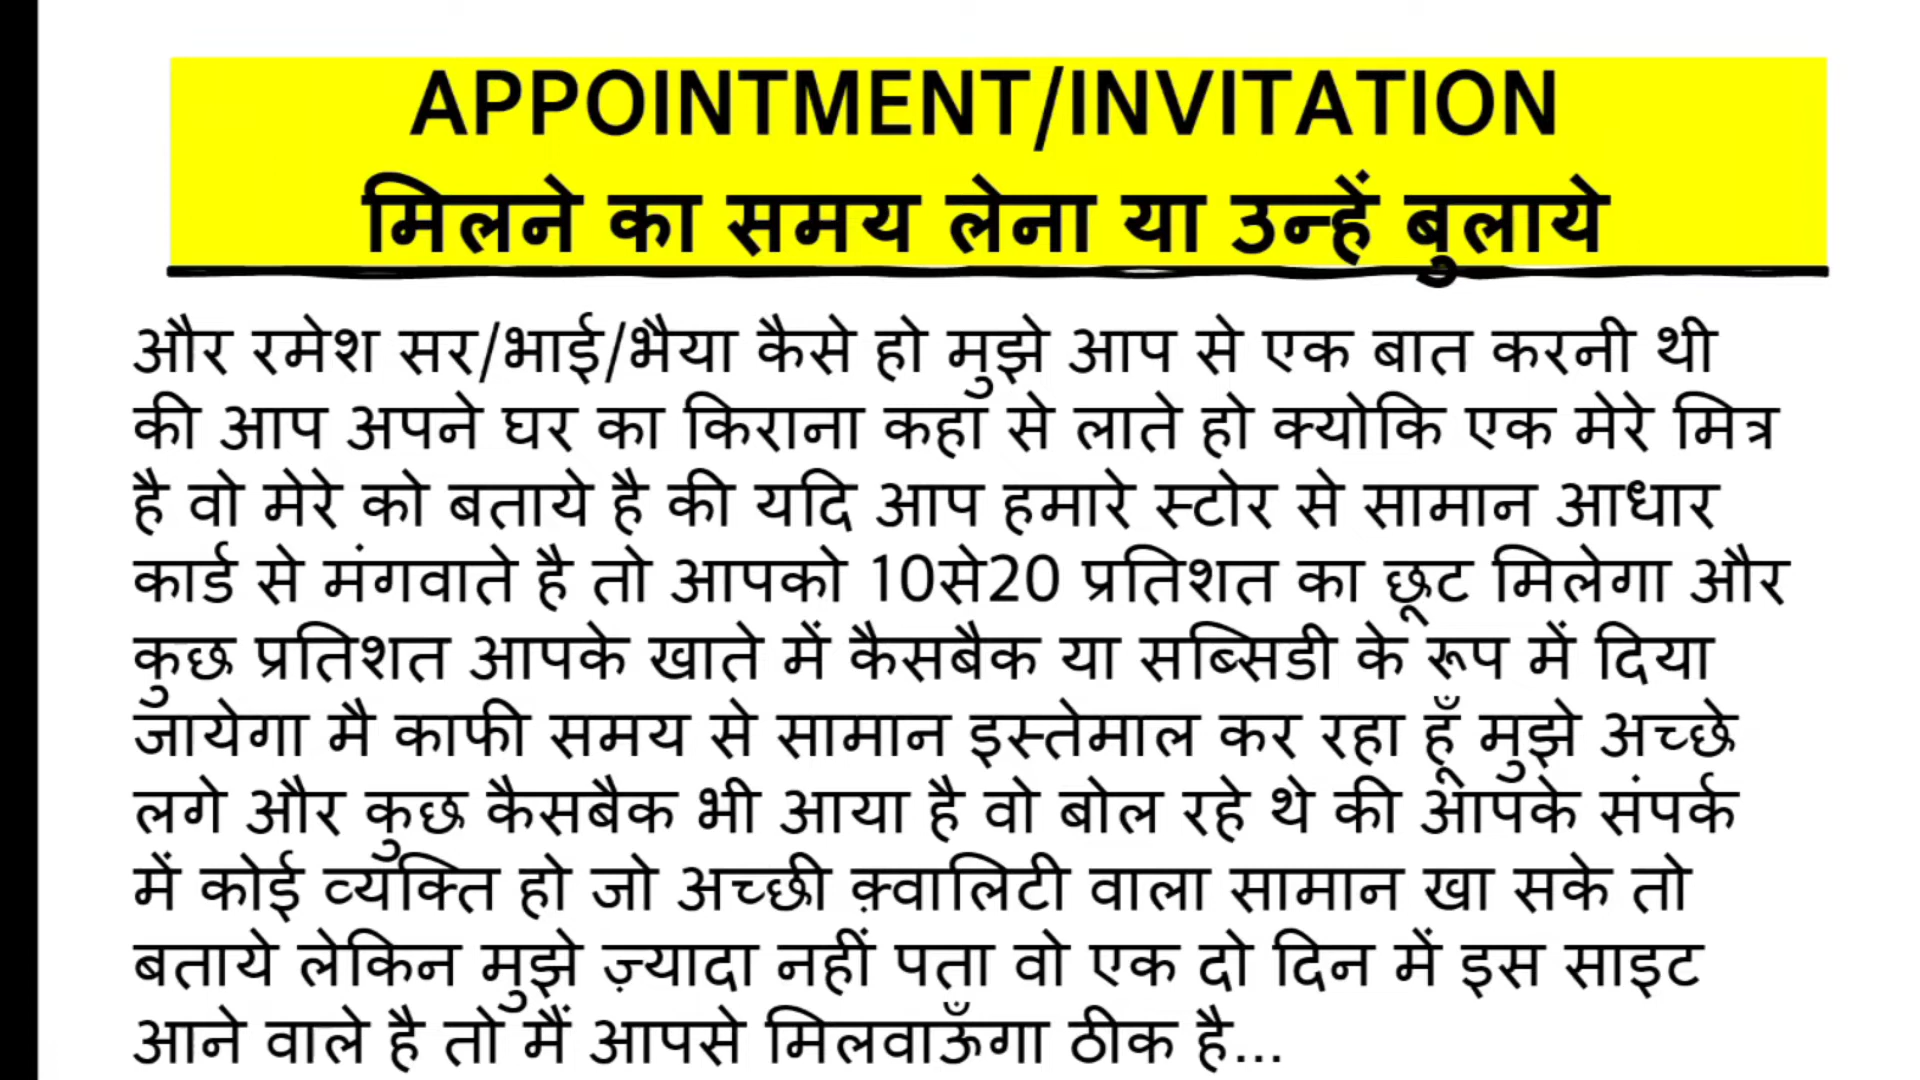 APPOINTMENT/INVITATION
मिलने का समय लेना या उन्हें बुलाये
और रमेश सर/भाई/भैया कैसे हो मुझे आप से एक बात करनी थी
की आप अपने घर का किराना कहां से लाते हो क्योकि एक मेरे मित्र
है वो मेरे को बताये है की यदि आप हमारे स्टोर से सामान आधार
कार्ड से मंगवाते है तो आपको 10से20 प्रतिशत का छूट मिलेगा और
कुछ प्रतिशत आपके खाते में कैसबैक या सब्सिडी के रूप में दिया
जायेगा मै काफी समय से सामान इस्तेमाल कर रहा हूँ मुझे अच्छे
लगे और कुछ कैसबैक भी आया है वो बोल रहे थे की आपके संपर्क
में कोई व्यक्ति हो जो अच्छी क़्वालिटी वाला सामान खा सके तो
बताये लेकिन मुझे ज़्यादा नहीं पता वो एक दो दिन में इस साइट
आने वाले है तो मैं आपसे मिलवाऊँगा ठीक है...